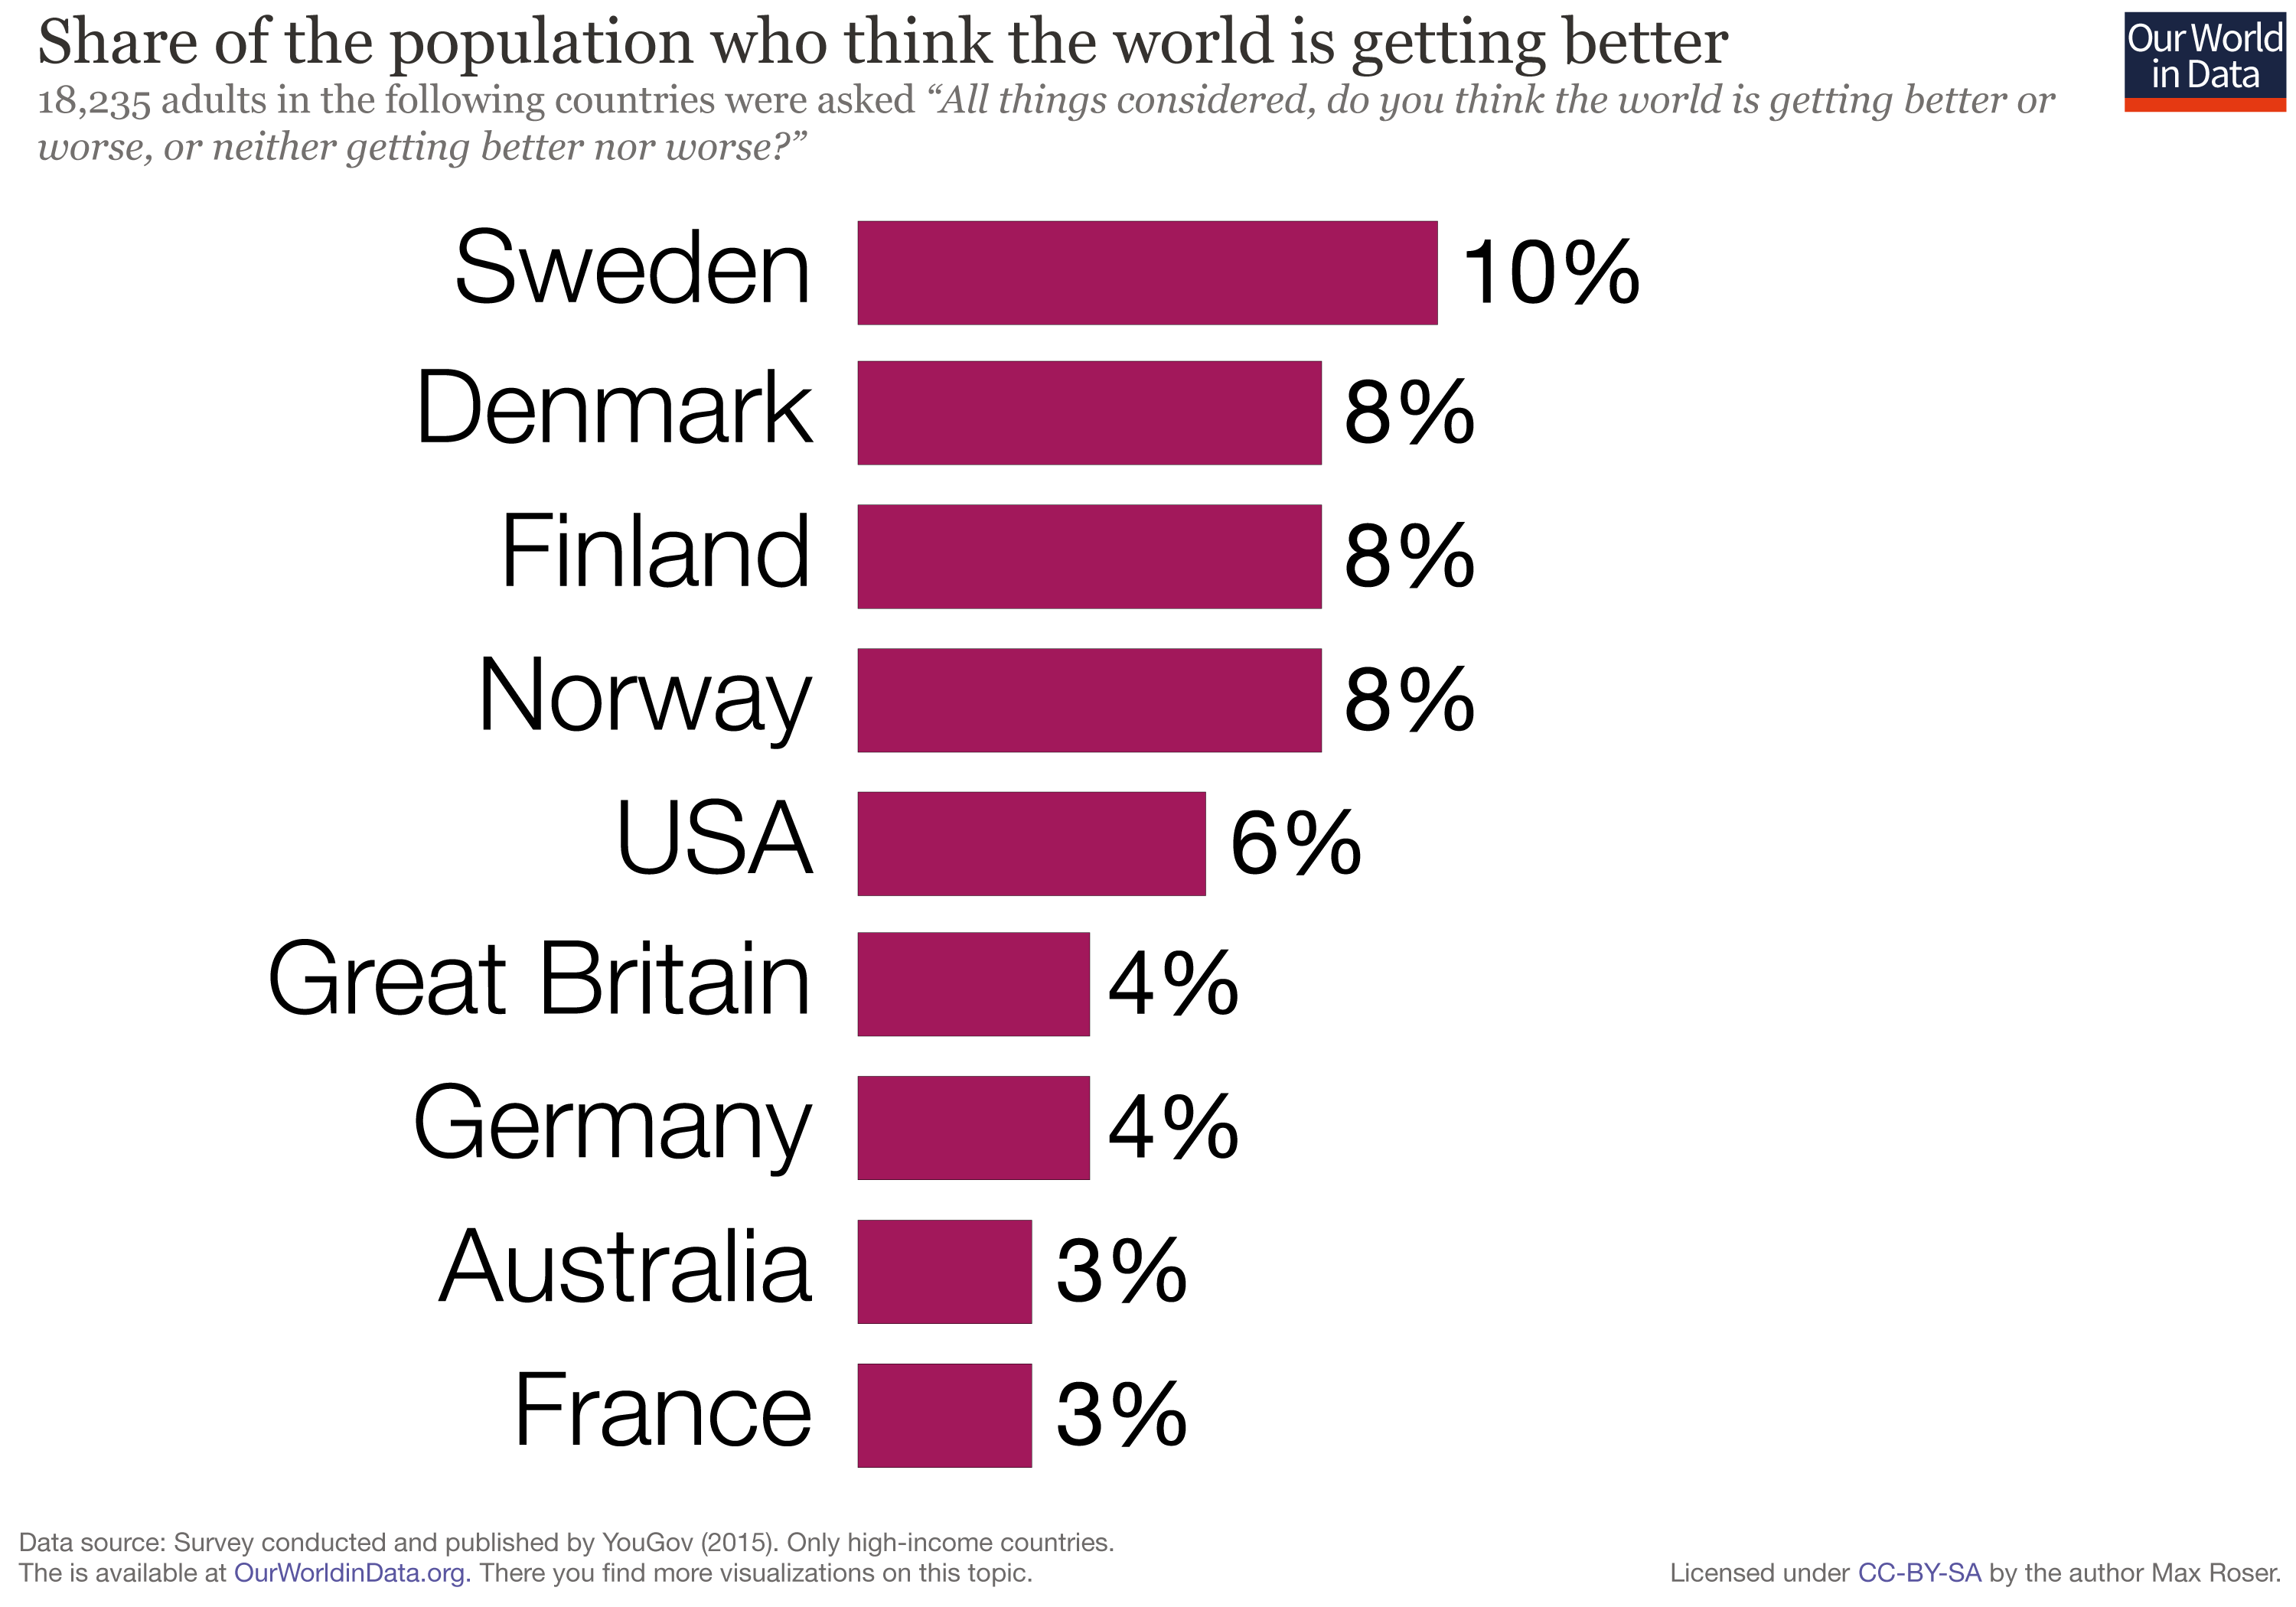 Share of the population who think the world is getting better
Our World
in Data
18,235 adults in the following countries were asked “All things considered, do you think the world is getting better or
worse, or neither getting better nor worse?”
Sweden 10%
Denmark 8%
Finland 8%
Norway 8%
USA 6%
Great Britain 4%
Germany 4%
Australia 3%
France 3%
Data source: Survey conducted and published by YouGov (2015). Only high-income countries.
The is available at OurWorldinData.org. There you find more visualizations on this topic.
Licensed under CC-BY-SA by the author Max Roser.